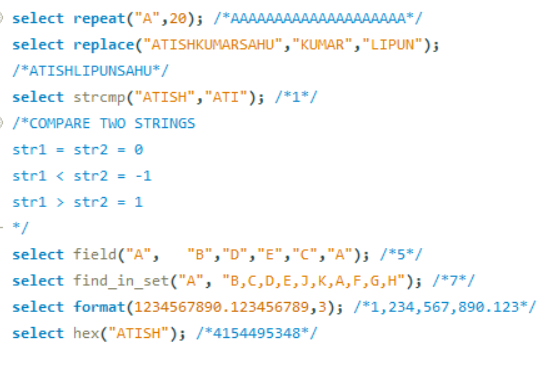 select repeat("A",20); /*AAAAAAAAAAAAAAAAAAAA*/
select replace("ATISHKUMARSAHU","KUMAR","LIPUN");
/*ATISHLIPUNSAHU*/
select strcmp("ATISH","ATI"); /*1*/
/*COMPARE TWO STRINGS
str1 = str2 = 0
str1 < str2 = -1
str1 > str2 = 1
*/
select field("A",   "B","D","E","C","A"); /*5*/
select find_in_set("A", "B,C,D,E,J,K,A,F,G,H"); /*7*/
select format(1234567890.123456789,3); /*1,234,567,890.123*/
select hex("ATISH"); /*4154495348*/